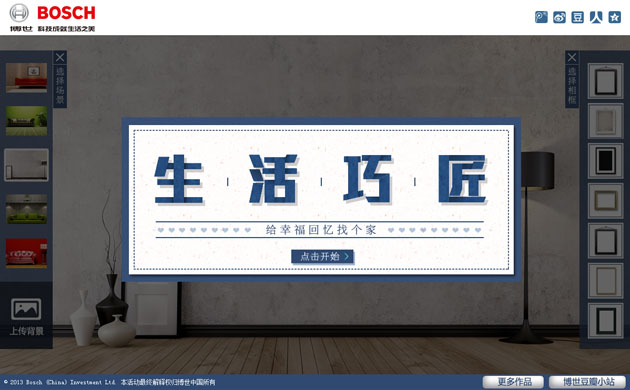 BOSCH
博世 科技成就生活之美
选择场景
选择相框
生活巧匠
给幸福回忆找个家
点击开始 >
上传背景
© 2013 Bosch (China) Investment Ltd. 本活动最终解释权归博世中国所有
更多作品
博世豆瓣小站